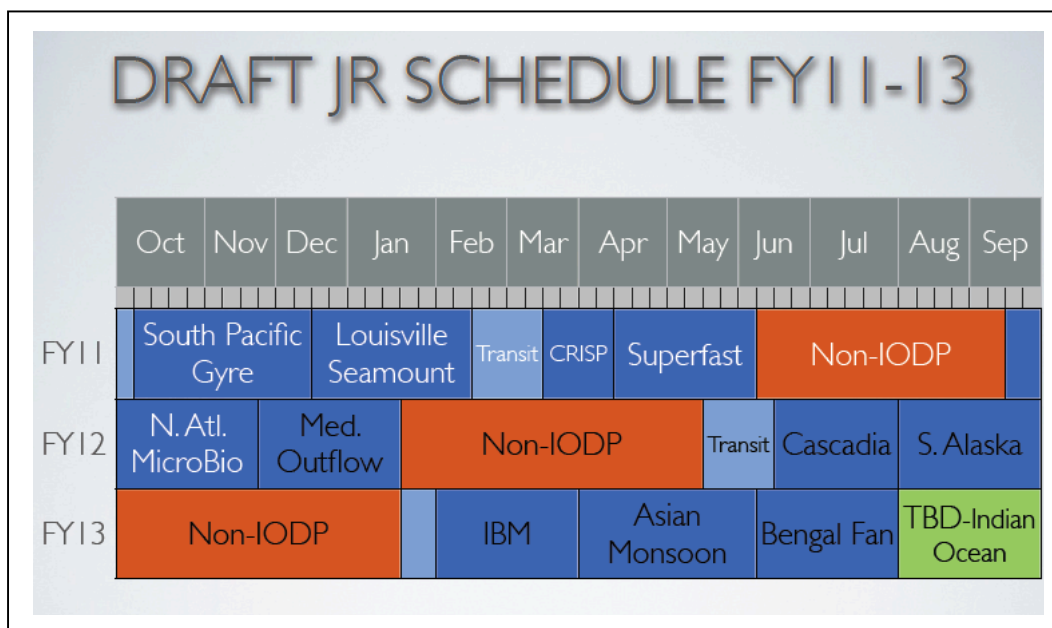 DRAFT JR SCHEDULE FY11-13
Oct Nov Dec Jan Feb Mar Apr May Jun Jul Aug Sep
FY11
South Pacific
Gyre
Louisville
Seamount
Transit
CRISP
Superfast
Non-IODP
FY12
N. Atl.
MicroBio
Med.
Outflow
Non-IODP
Transit
Cascadia
S. Alaska
FY13
Non-IODP
IBM
Asian
Monsoon
Bengal Fan
TBD-Indian
Ocean